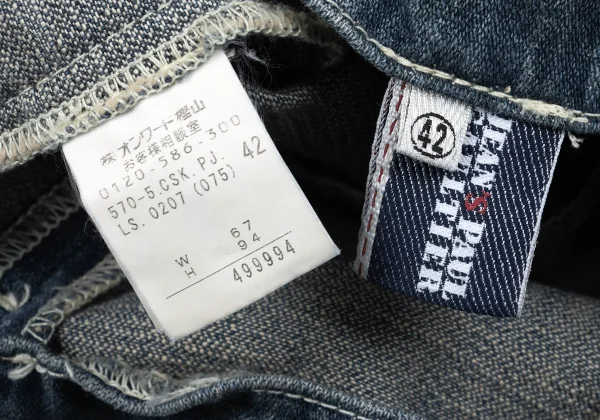 ㈱オンワード樫山
お客様相談室
0120-586-300
570-5.CSK.PJ. 42
LS. 0207 (075)
W 67
H 94
499994
42
JEAN'S PAUL
GAULTIER